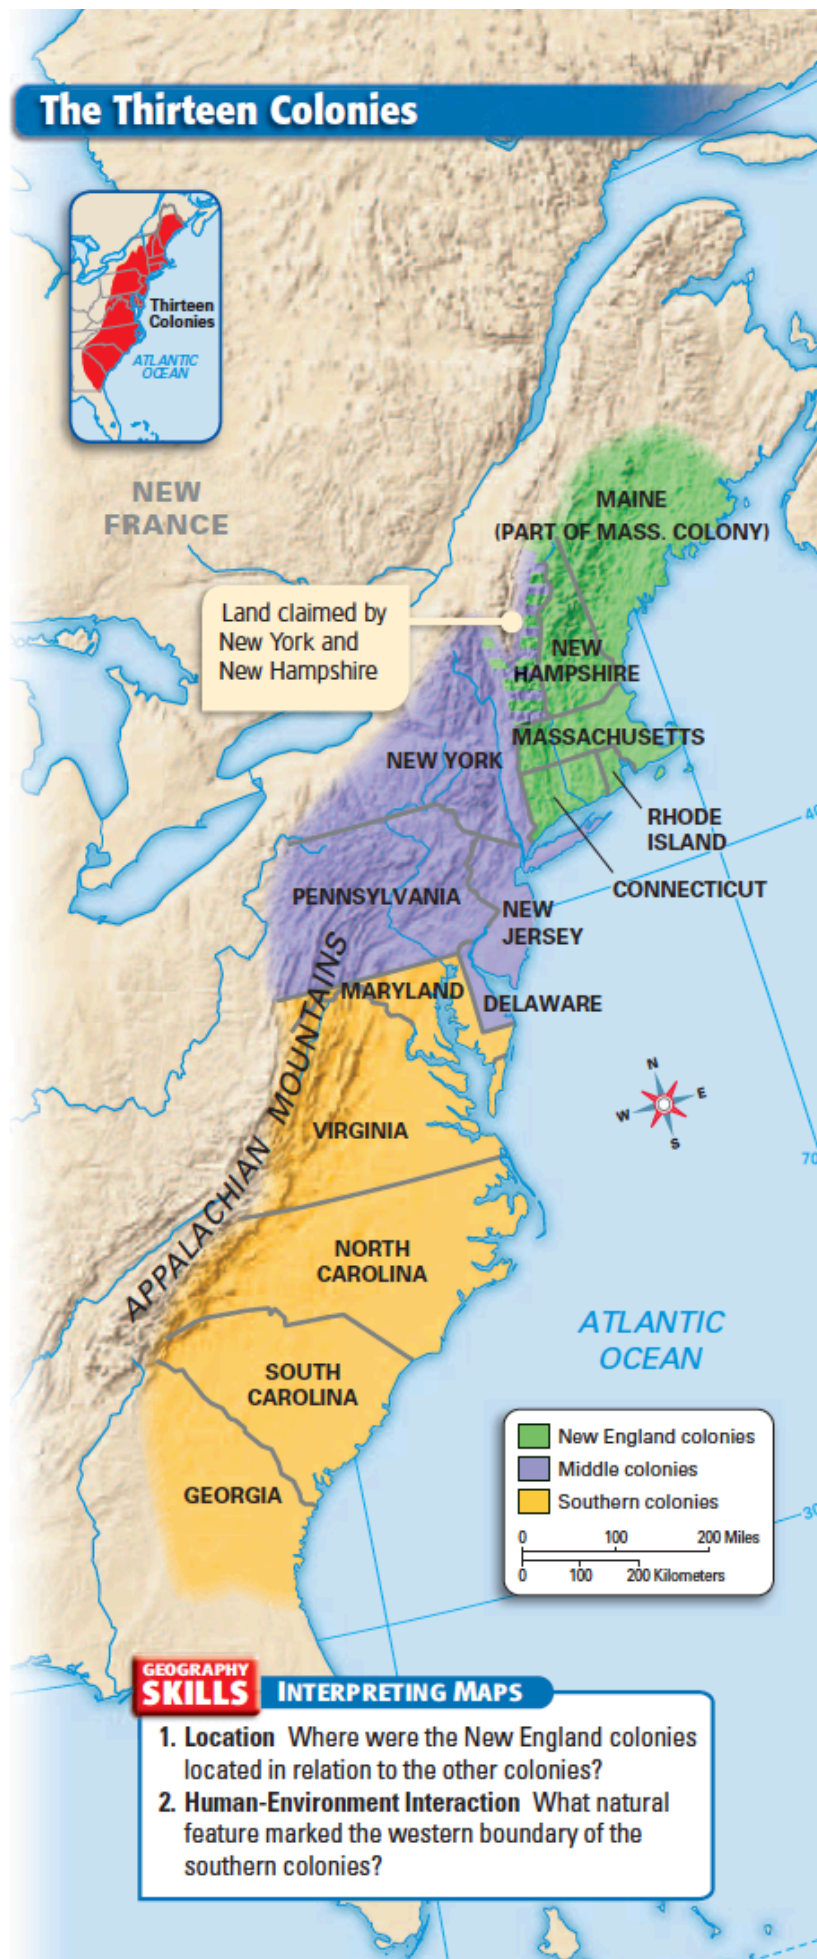 The Thirteen Colonies
Thirteen
Colonies
ATLANTIC
OCEAN
NEW
FRANCE
MAINE
(PART OF MASS. COLONY)
Land claimed by
New York and
New Hampshire
NEW
HAMPSHIRE
MASSACHUSETTS
NEW YORK
RHODE
ISLAND
40
CONNECTICUT
PENNSYLVANIA
NEW
JERSEY
MARYLAND
DELAWARE
APPALACHIAN MOUNTAINS
N
E
W
S
VIRGINIA
70
NORTH
CAROLINA
ATLANTIC
OCEAN
SOUTH
CAROLINA
GEORGIA
New England colonies
Middle colonies
Southern colonies
0 100 200 Miles
0 100 200 Kilometers
30
GEOGRAPHY
SKILLS
INTERPRETING MAPS
1. Location Where were the New England colonies
located in relation to the other colonies?
2. Human-Environment Interaction What natural
feature marked the western boundary of the
southern colonies?